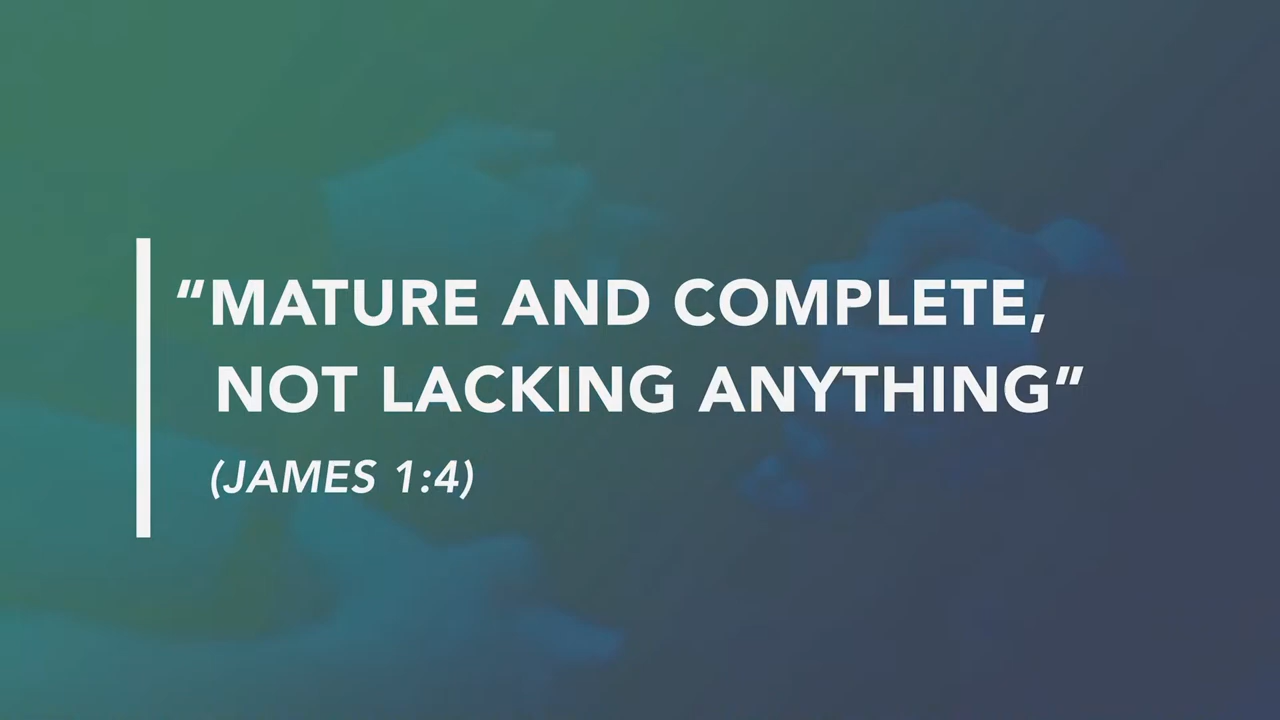 “MATURE AND COMPLETE,
NOT LACKING ANYTHING”
(JAMES 1:4)